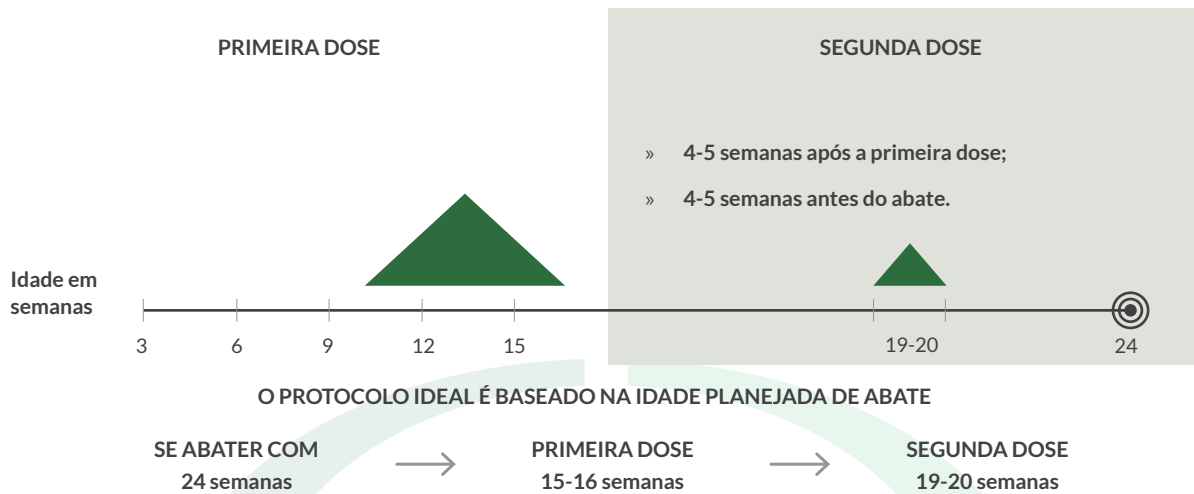 PRIMEIRA DOSE
SEGUNDA DOSE
» 4-5 semanas após a primeira dose;
» 4-5 semanas antes do abate.
Idade em
semanas
3 6 9 12 15 19-20 24
O PROTOCOLO IDEAL É BASEADO NA IDADE PLANEJADA DE ABATE
SE ABATER COM
24 semanas
PRIMEIRA DOSE
15-16 semanas
SEGUNDA DOSE
19-20 semanas